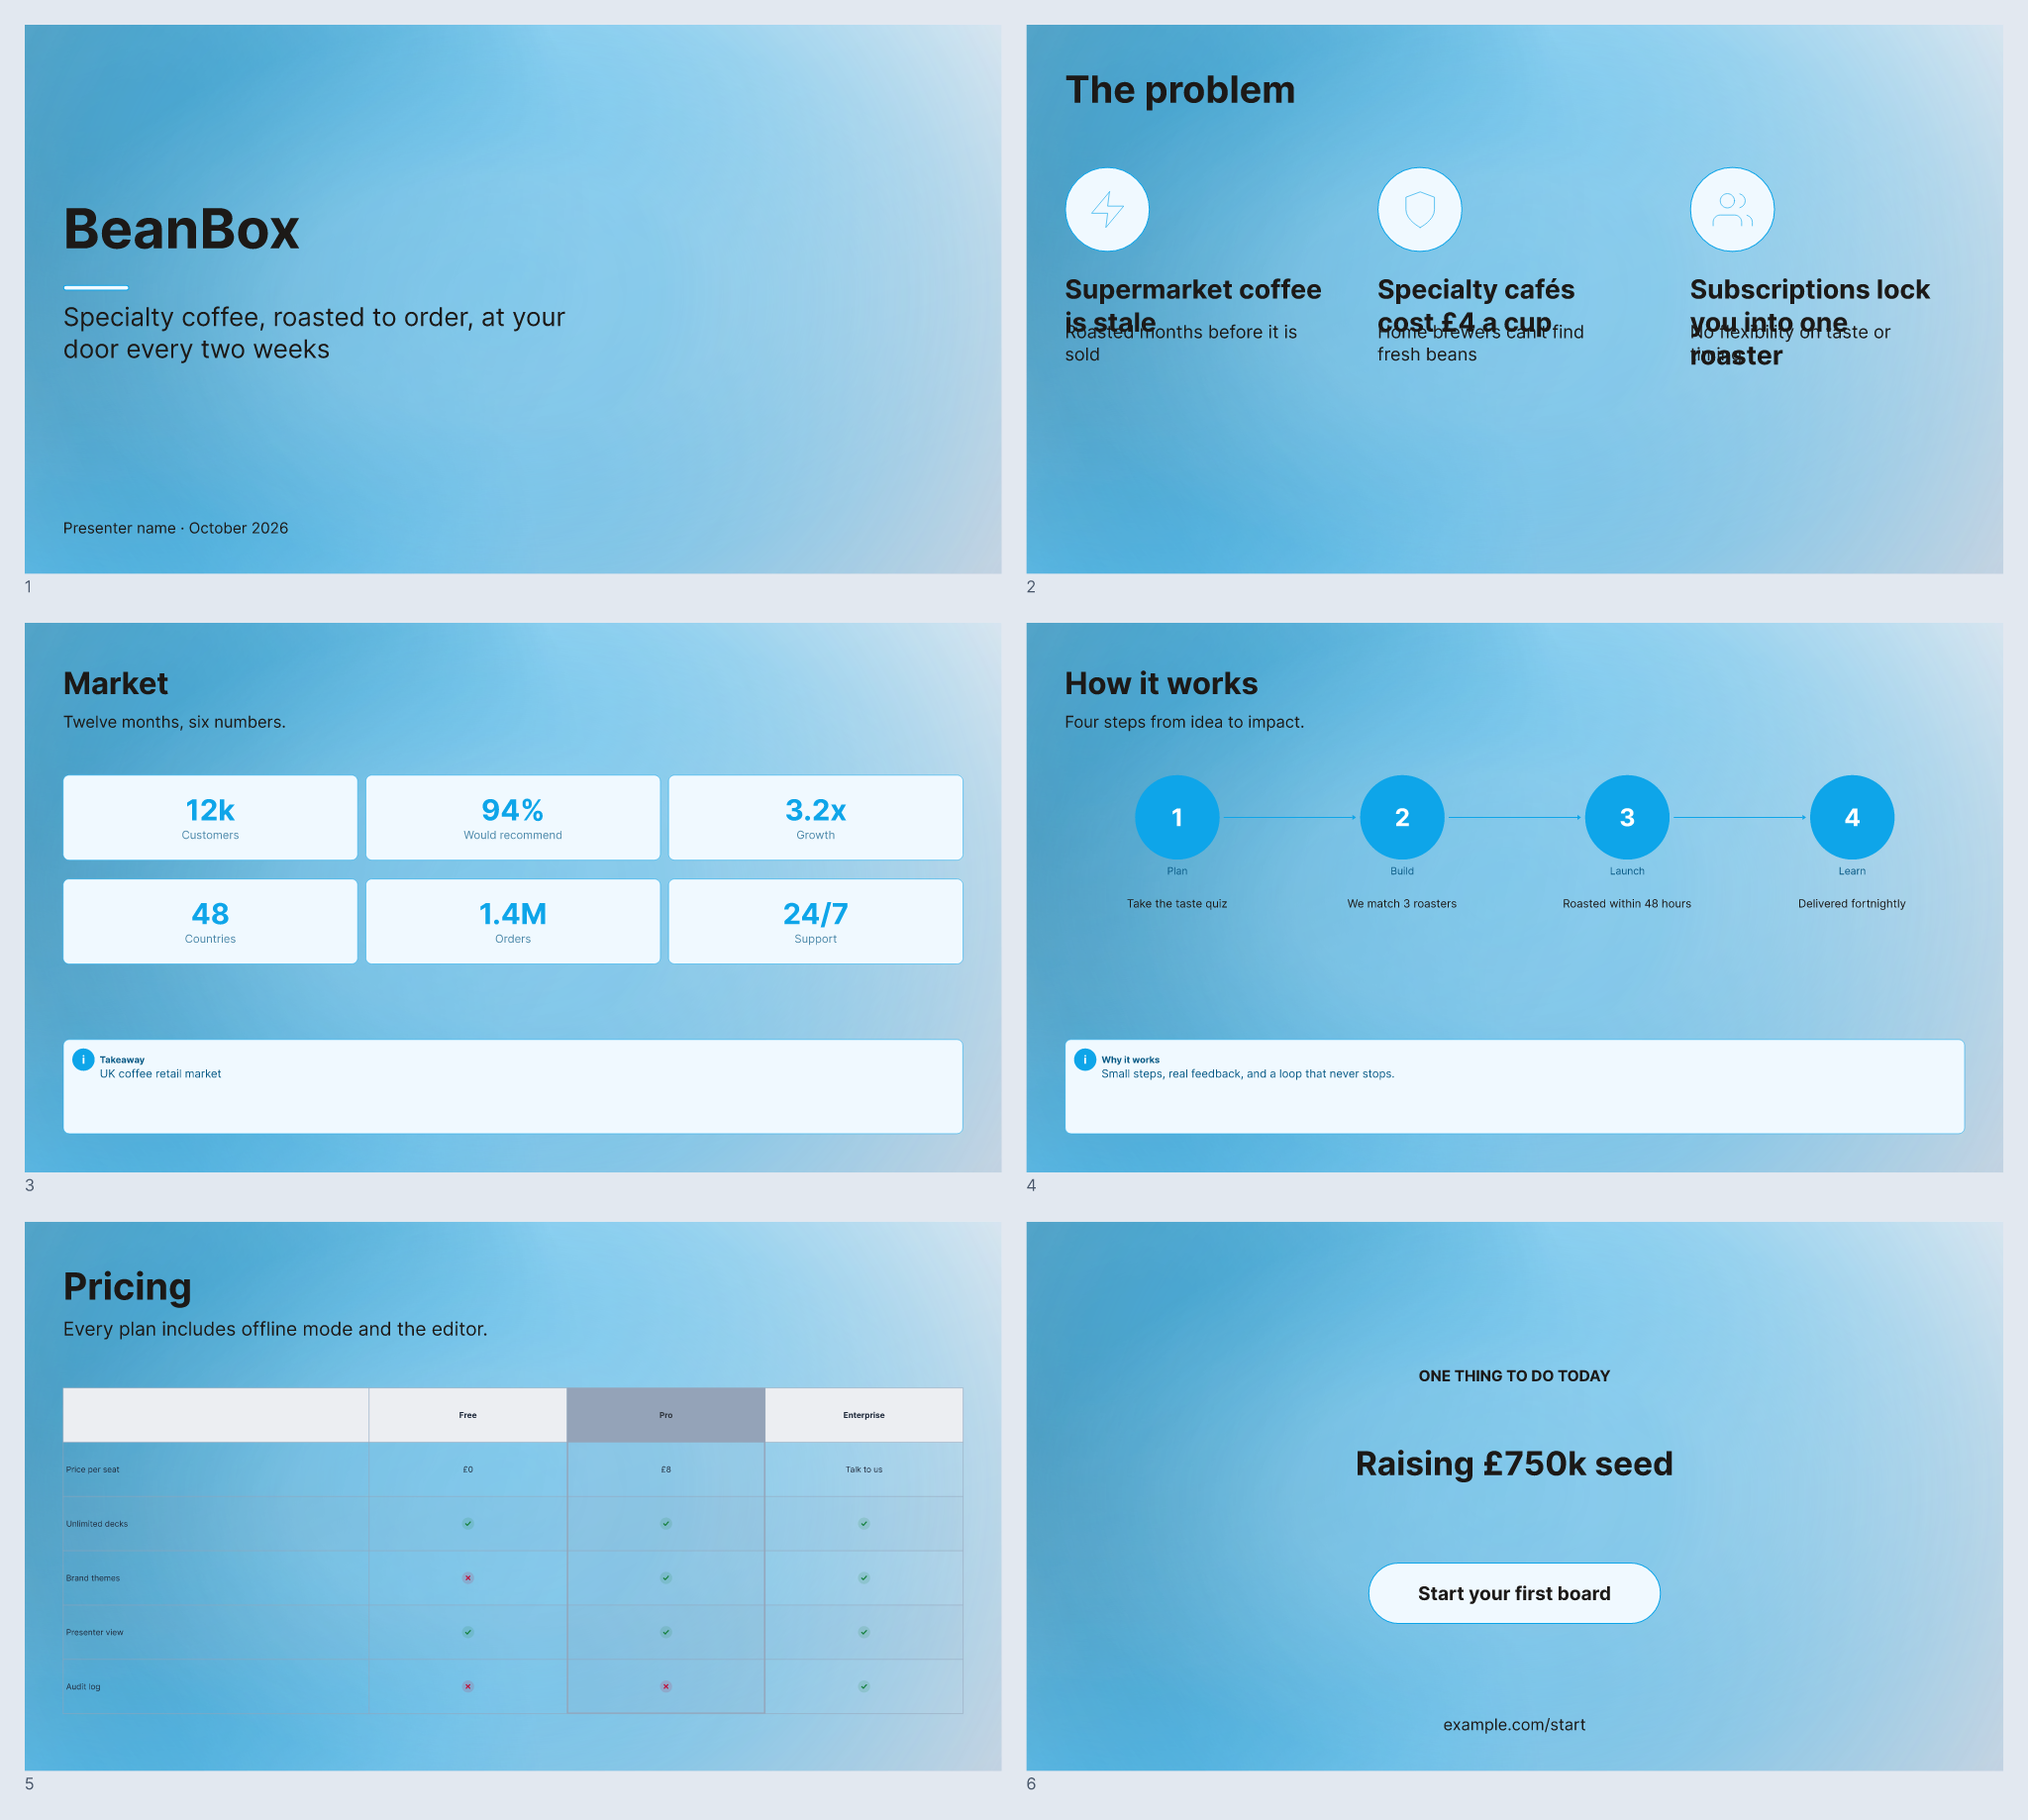 BeanBox
Specialty coffee, roasted to order, at your
door every two weeks
Presenter name · October 2026
1
The problem
Supermarket coffee
is stale
Roasted months before it is
sold
Specialty cafés
cost £4 a cup
Home brewers can't find
fresh beans
Subscriptions lock
you into one
roaster
No flexibility on taste or
2
Market
Twelve months, six numbers.
12k
Customers
94%
Would recommend
3.2x
Growth
48
Countries
1.4M
Orders
24/7
Support
i
Takeaway
UK coffee retail market
3
How it works
Four steps from idea to impact.
1
2
3
4
Plan
Build
Launch
Learn
Take the taste quiz
We match 3 roasters
Roasted within 48 hours
Delivered fortnightly
i
Why it works
Small steps, real feedback, and a loop that never stops.
4
Pricing
Every plan includes offline mode and the editor.
Free
Pro
Enterprise
Price per seat
£0
£8
Talk to us
Unlimited decks
Brand themes
Presenter view
Audit log
5
ONE THING TO DO TODAY
Raising £750k seed
Start your first board
example.com/start
6